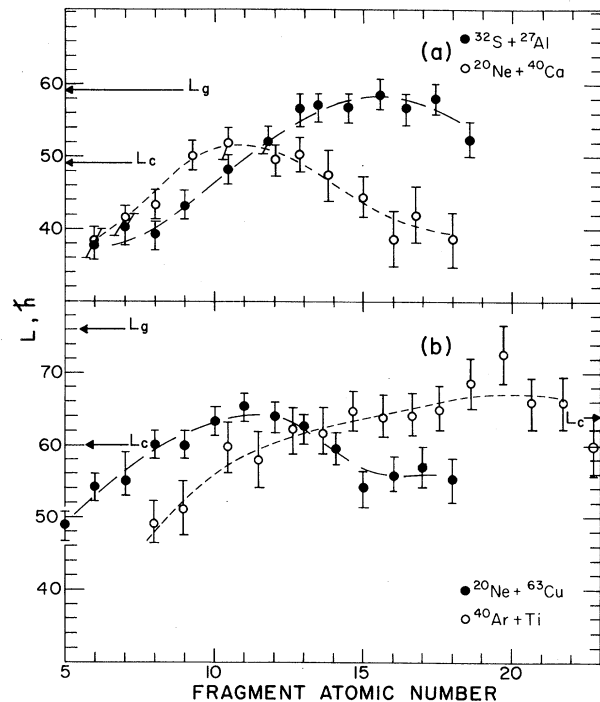 (a)
● ³²S + ²⁷Al
○ ²⁰Ne + ⁴⁰Ca
60
Lg
50
Lc
40
L, ħ
Lg
(b)
70
Lc
60
Lc
50
40
● ²⁰Ne + ⁶³Cu
○ ⁴⁰Ar + Ti
30
5
10
15
20
FRAGMENT ATOMIC NUMBER